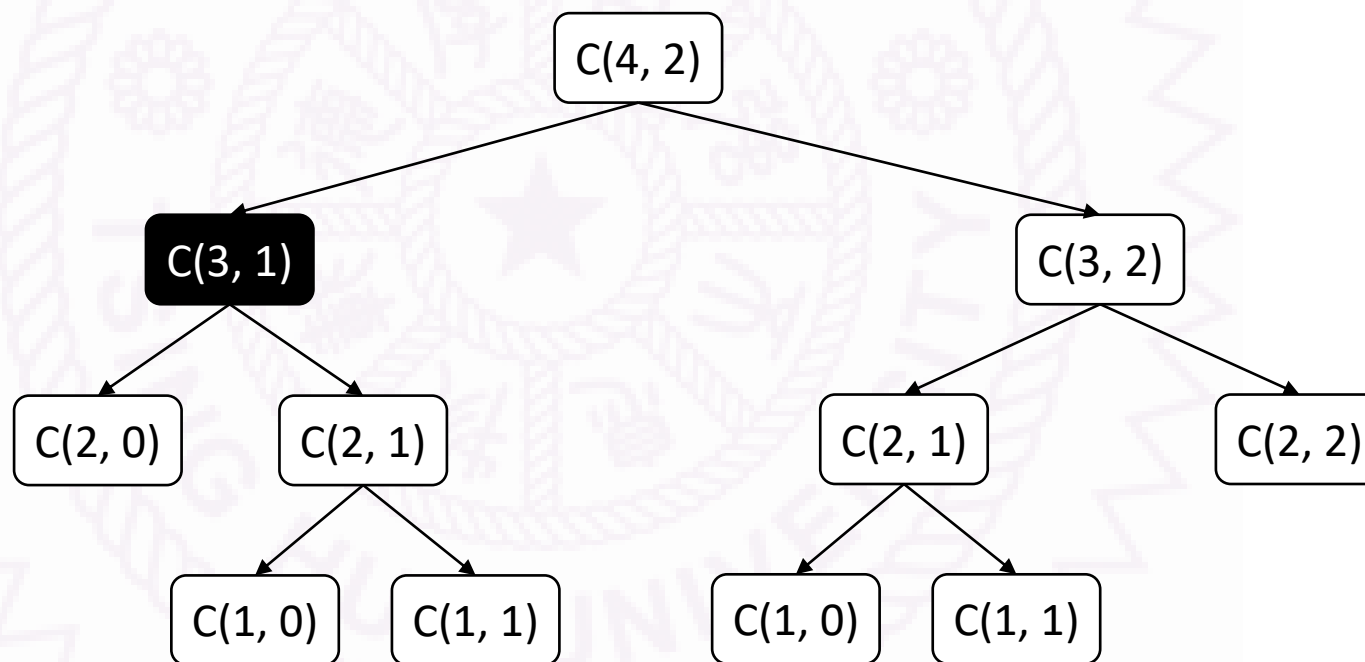 C(4, 2)
C(3, 1)
C(3, 2)
C(2, 0)
C(2, 1)
C(2, 1)
C(2, 2)
C(1, 0)
C(1, 1)
C(1, 0)
C(1, 1)